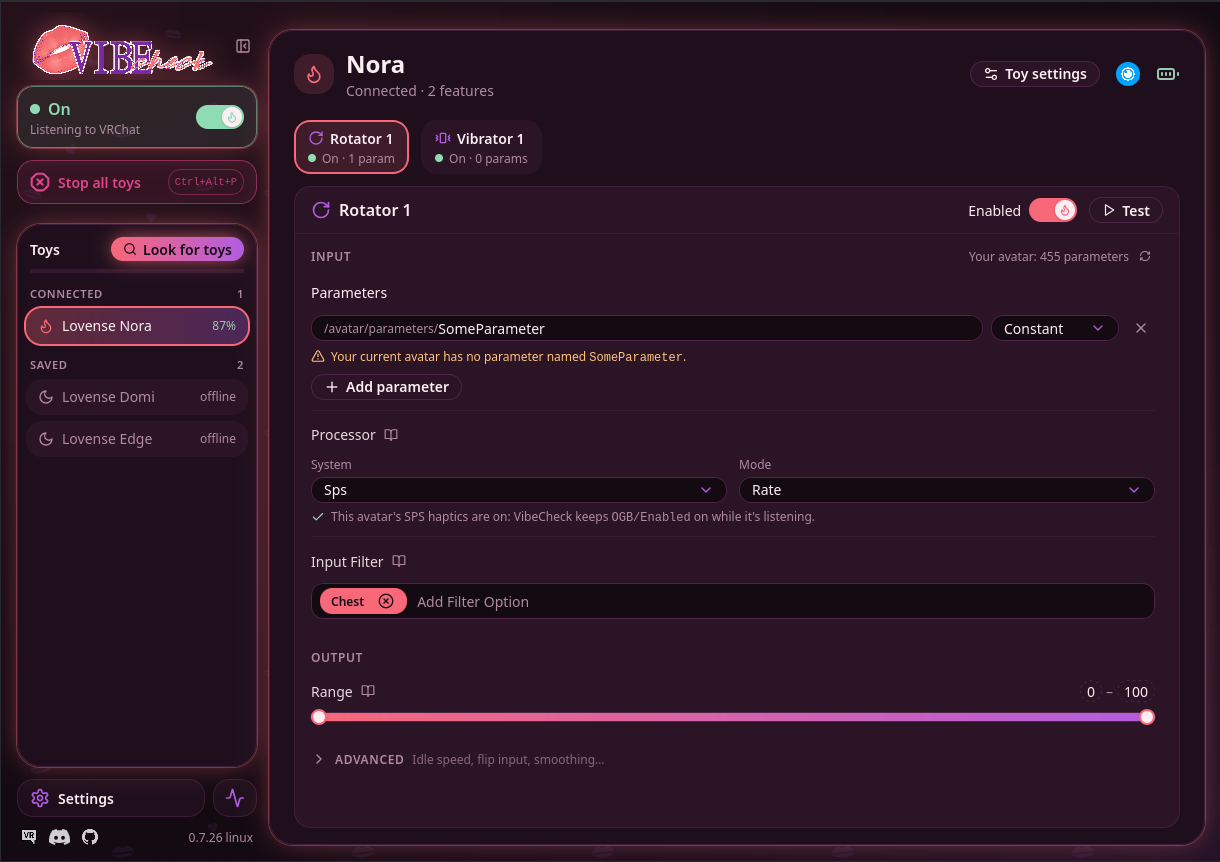 VIBEcheck
On
Listening to VRChat
Stop all toys
Ctrl+Alt+P
Toys
Look for toys
CONNECTED
1
Lovense Nora
87%
SAVED
2
Lovense Domi
offline
Lovense Edge
offline
Settings
VR
0.7.26 linux
Nora
Connected · 2 features
Toy settings
Rotator 1
On · 1 param
Vibrator 1
On · 0 params
Rotator 1
Enabled
Test
INPUT
Your avatar: 455 parameters
Parameters
/avatar/parameters/SomeParameter
Constant
Your current avatar has no parameter named SomeParameter.
Add parameter
Processor
System
Mode
Sps
Rate
This avatar's SPS haptics are on: VibeCheck keeps OGB/Enabled on while it's listening.
Input Filter
Chest
Add Filter Option
OUTPUT
Range
0 – 100
ADVANCED
Idle speed, flip input, smoothing...